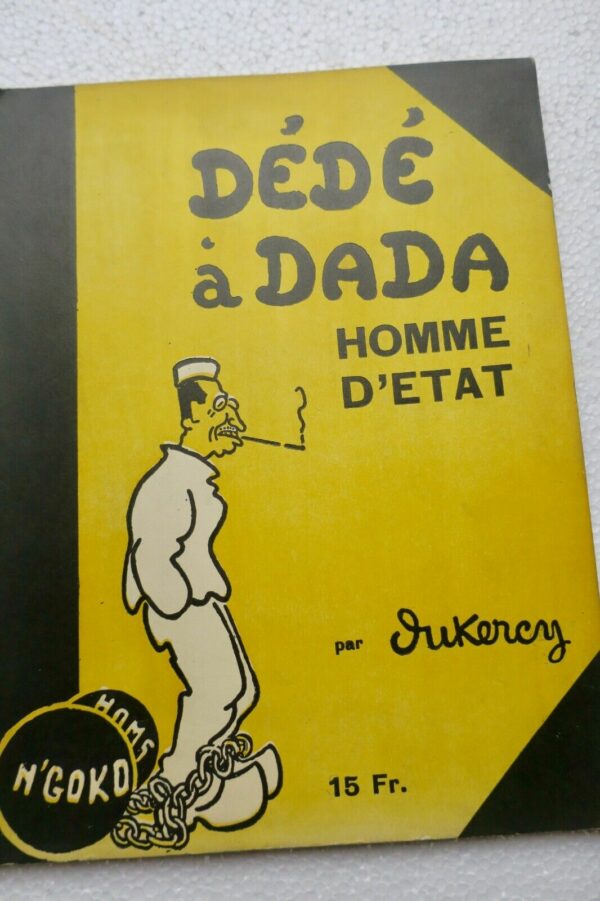 DÉDÉ
à DADA
HOMME
D'ETAT
par duKercy
HOMS
N'GOKO
15 Fr.